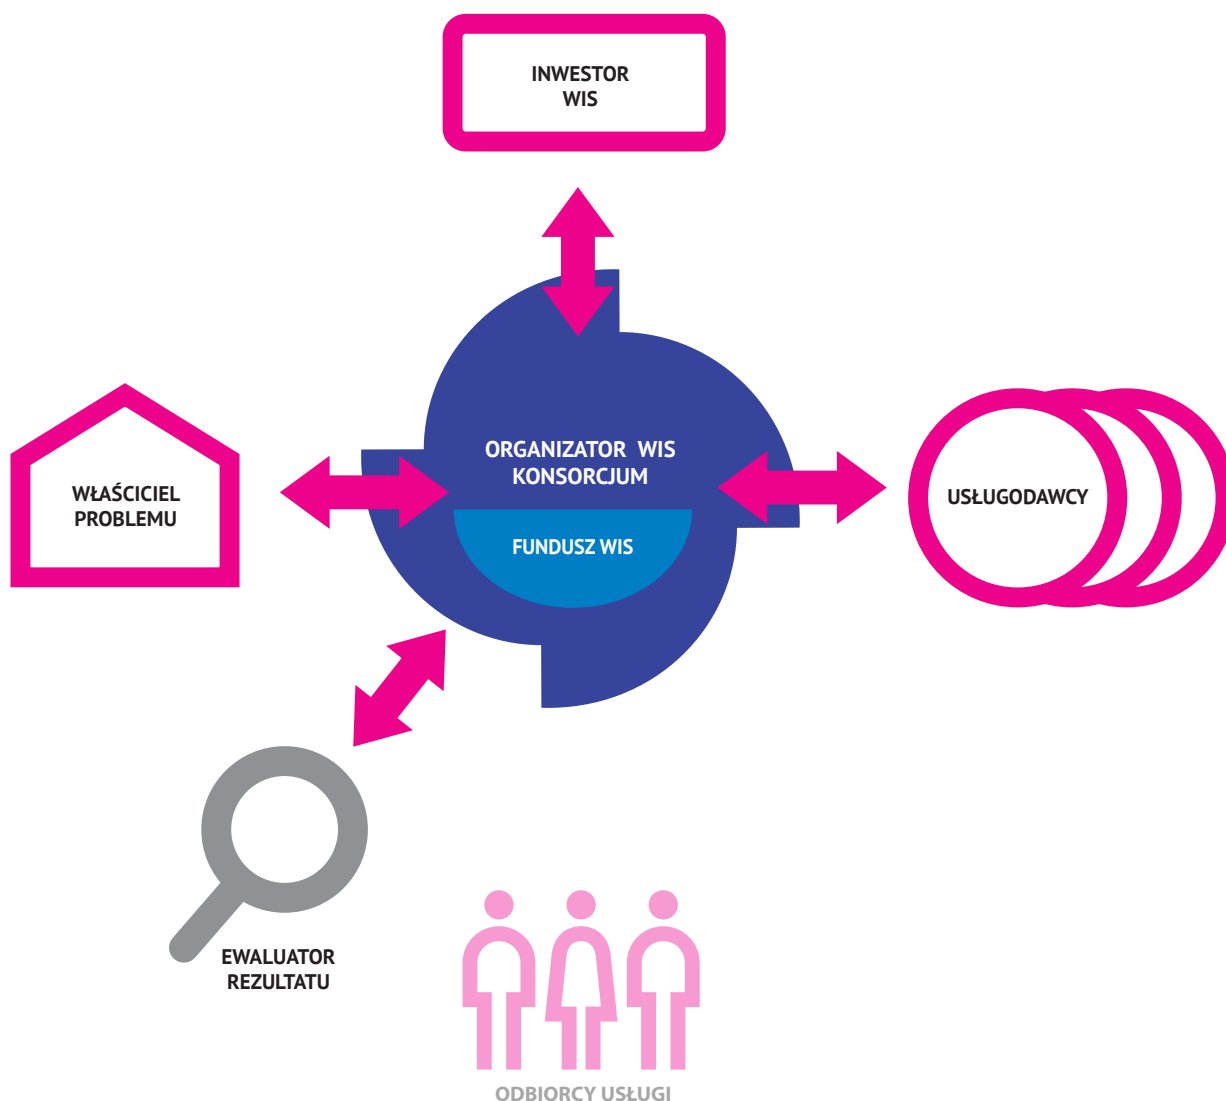 INWESTOR
WIS
ORGANIZATOR WIS
KONSORCJUM
WŁAŚCICIEL
PROBLEMU
USŁUGODAWCY
FUNDUSZ WIS
EWALUATOR
REZULTATU
ODBIORCY USŁUGI